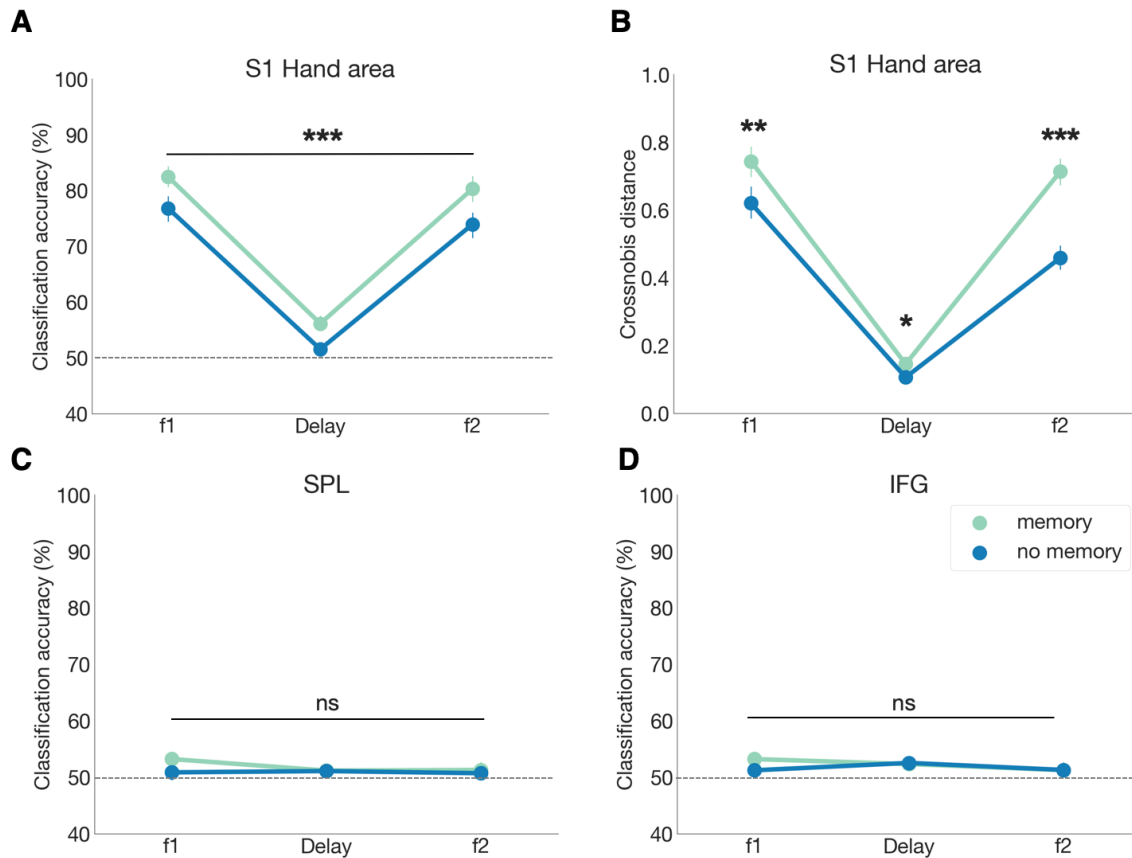 A
S1 Hand area
Classification accuracy (%)
100
90
80
70
60
50
40
***
f1 Delay f2
B
S1 Hand area
Crossnobis distance
1.0
0.8
0.6
0.4
0.2
0.0
**
*
***
f1 Delay f2
C
SPL
Classification accuracy (%)
100
90
80
70
60
50
40
ns
f1 Delay f2
D
IFG
Classification accuracy (%)
100
90
80
70
60
50
40
memory
no memory
ns
f1 Delay f2